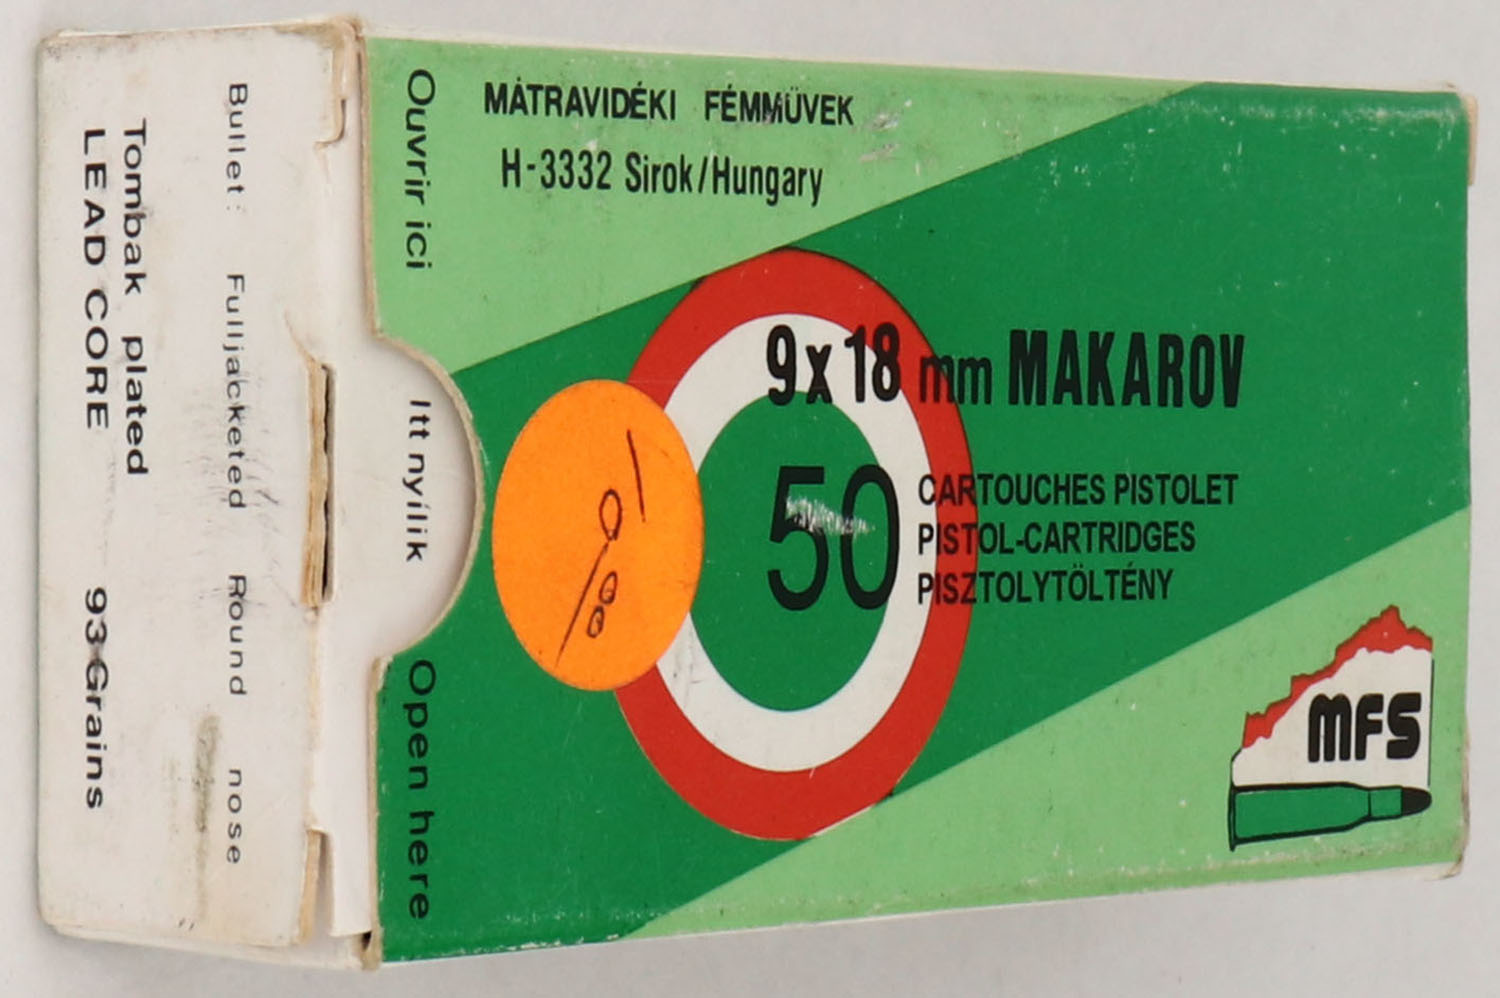 MÁTRAVIDÉKI FÉMMŰVEK
H-3332 Sirok/Hungary
9x18 mm MAKAROV
50
CARTOUCHES PISTOLET
PISTOL-CARTRIDGES
PISZTOLYTÖLTÉNY
MFS
Ouvrir ici
Itt nyílik
Open here
Bullet: Fulljacketed Round nose
Tombak plated
LEAD CORE 93 Grains